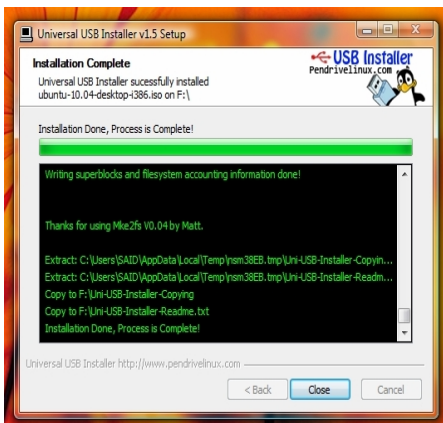 Universal USB Installer v1.5 Setup
Installation Complete
Universal USB Installer sucessfully installed
ubuntu-10.04-desktop-i386.iso on F:\
USB Installer
Pendrivelinux.com
Installation Done, Process is Complete!
Writing superblocks and filesystem accounting information done!
Thanks for using Mke2fs V0.04 by Matt.
Extract: C:\Users\SAID\AppData\Local\Temp\nsm38EB.tmp\Uni-USB-Installer-Copyin...
Extract: C:\Users\SAID\AppData\Local\Temp\nsm38EB.tmp\Uni-USB-Installer-Readm...
Copy to F:\Uni-USB-Installer-Copying
Copy to F:\Uni-USB-Installer-Readme.txt
Installation Done, Process is Complete!
Universal USB Installer http://www.pendrivelinux.com
< Back Close Cancel